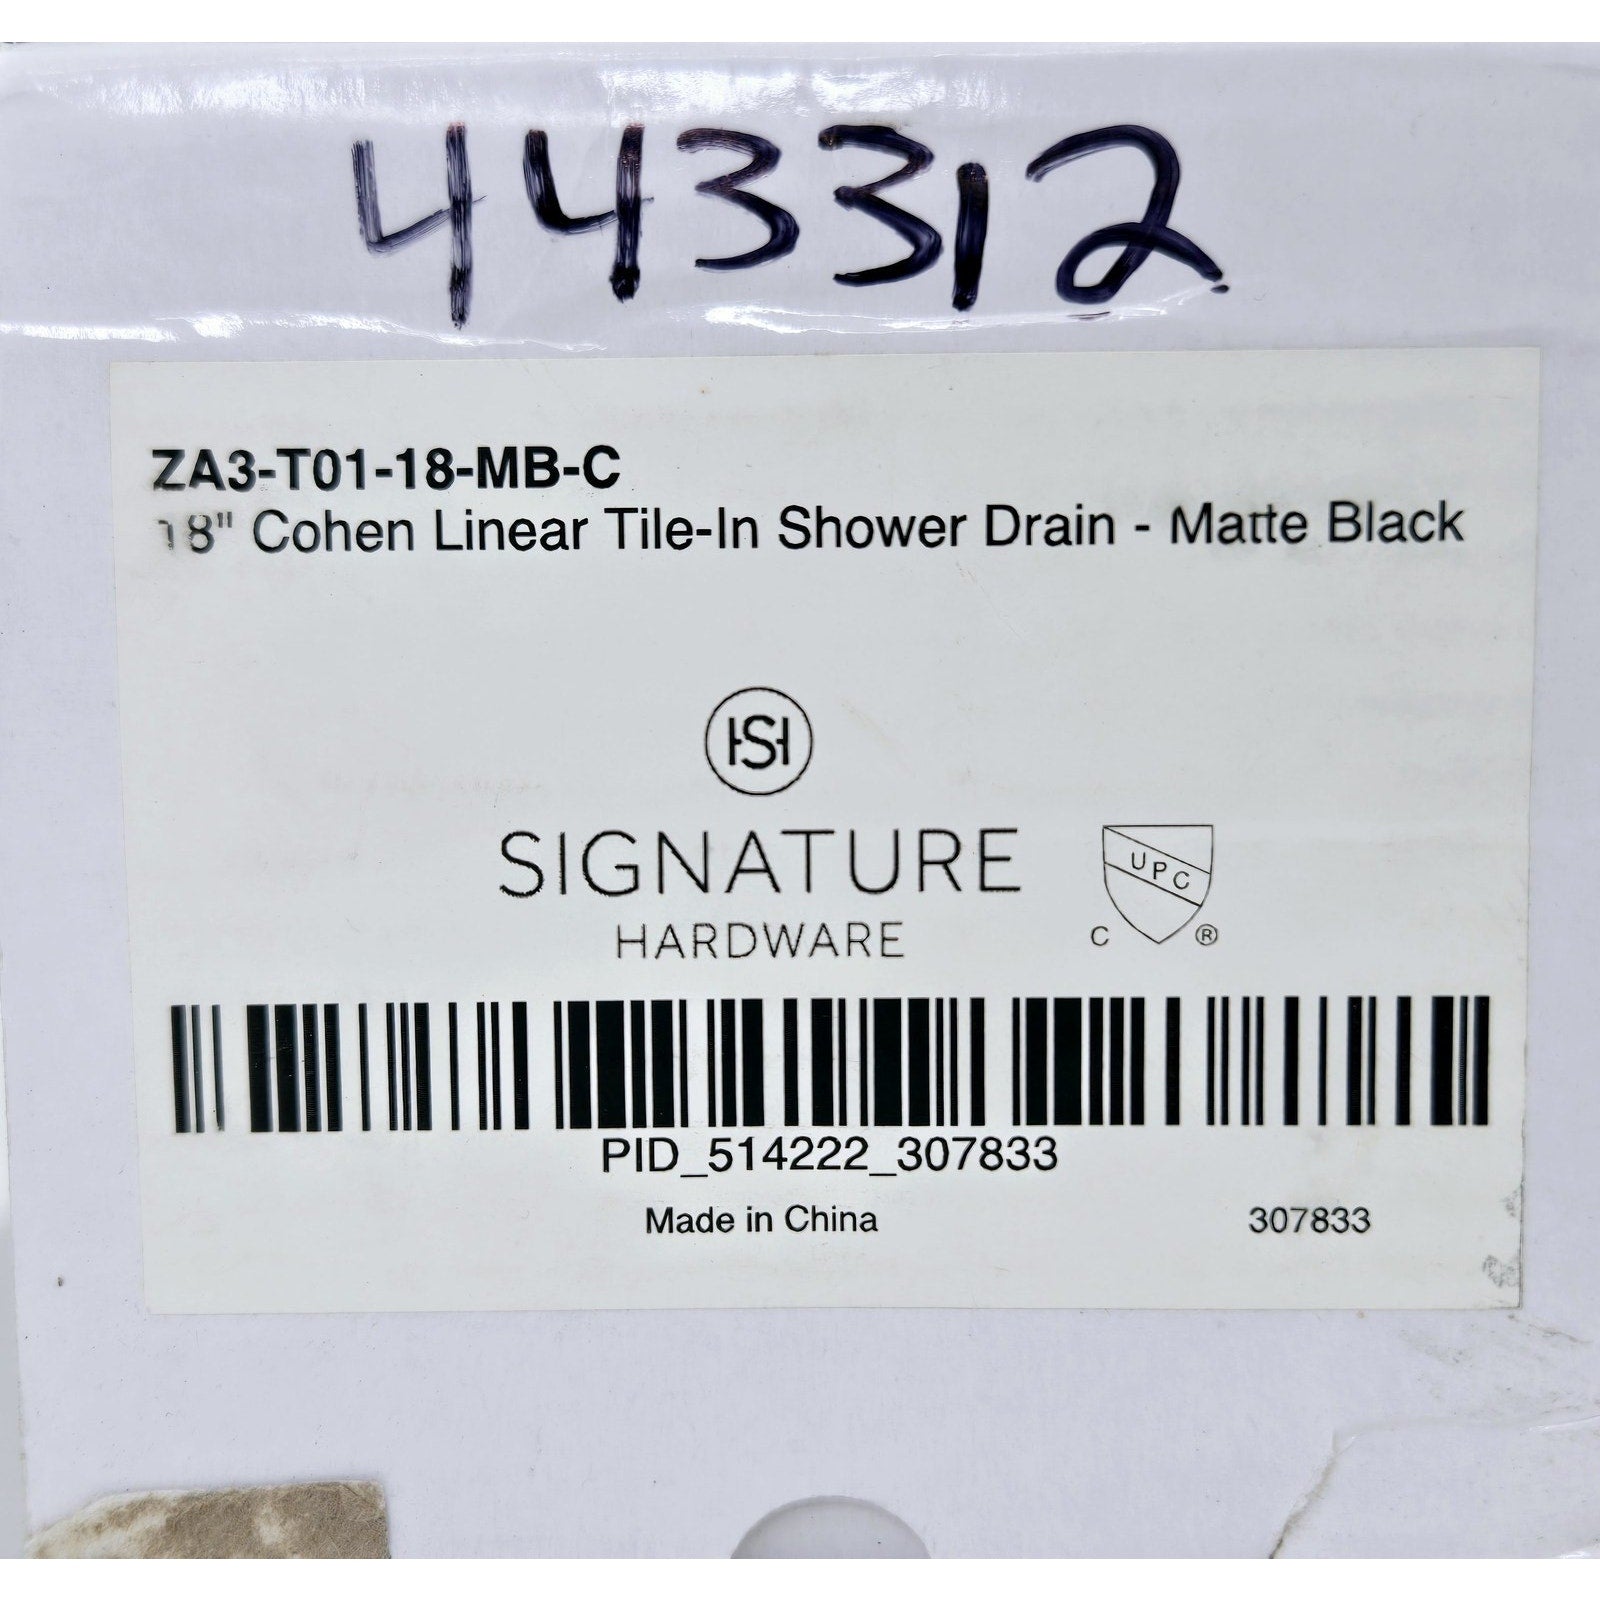 443312
ZA3-T01-18-MB-C
18" Cohen Linear Tile-In Shower Drain - Matte Black
HSH
SIGNATURE
HARDWARE
UPC
C ®
PID_514222_307833
Made in China 307833